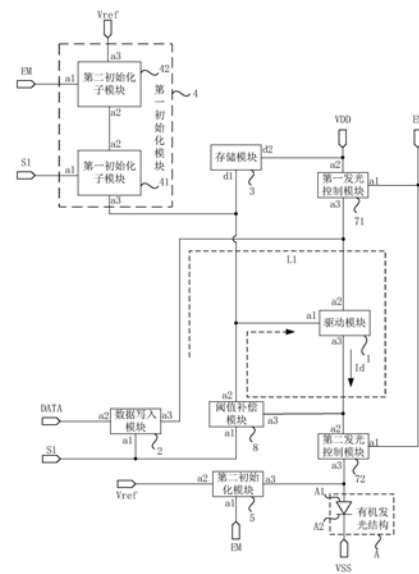 Vref
a3
EM
a1
第二初始化
子模块
42
a2
第一初始化模块
4
a2
S1
a1
第一初始化
子模块
41
a3
VDD
EM
存储模块
d2
d1
3
a2
第一发光
控制模块
a1
a3
71
L1
a2
a1
驱动模块
a3
1
Id
DATA
a2
数据写入
模块
a3
a1
2
S1
a2
阈值补偿
模块
a3
a1
8
a2
第二发光
控制模块
a1
a3
72
Vref
a2
第二初始
化模块
a3
a1
5
EM
A1
A2
有机发
光结构
A
VSS